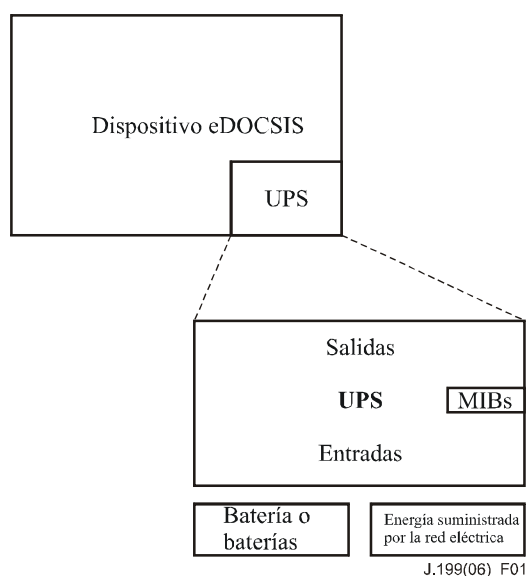 Dispositivo eDOCSIS
UPS
Salidas
UPS
MIBs
Entradas
Batería o
baterías
Energía suministrada
por la red eléctrica
J.199(06)_F01